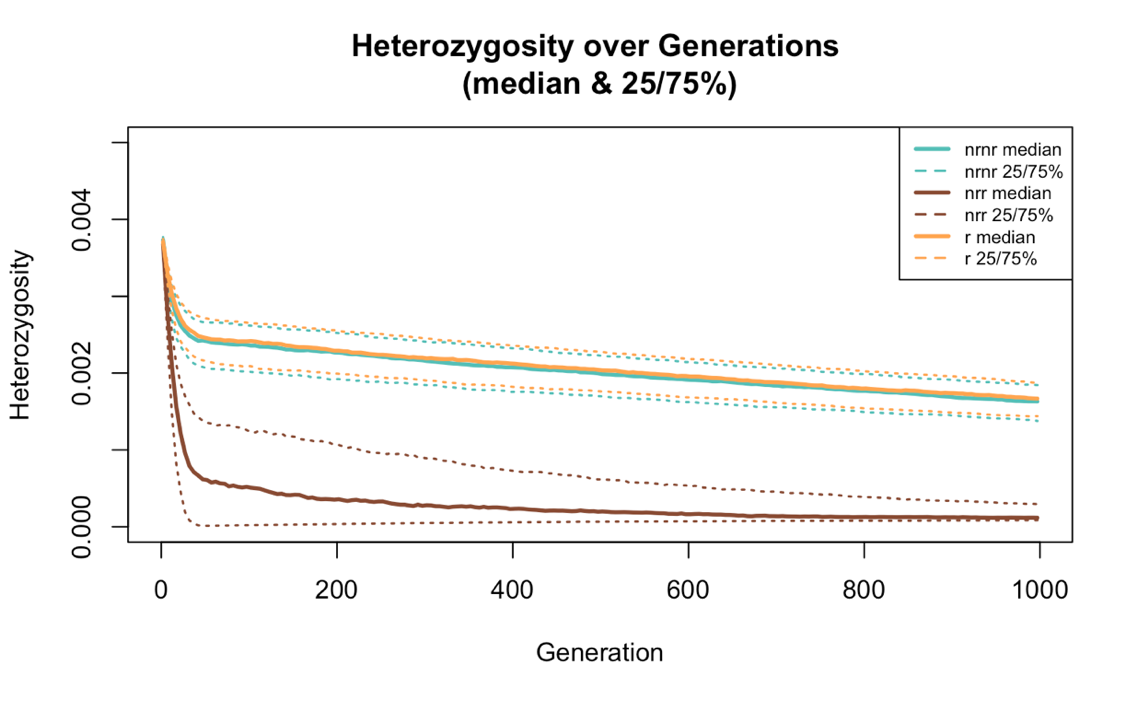 Heterozygosity over Generations
(median & 25/75%)
nrnr median
nrnr 25/75%
nrr median
nrr 25/75%
r median
r 25/75%
Heterozygosity
0.004
0.002
0.000
0 200 400 600 800 1000
Generation